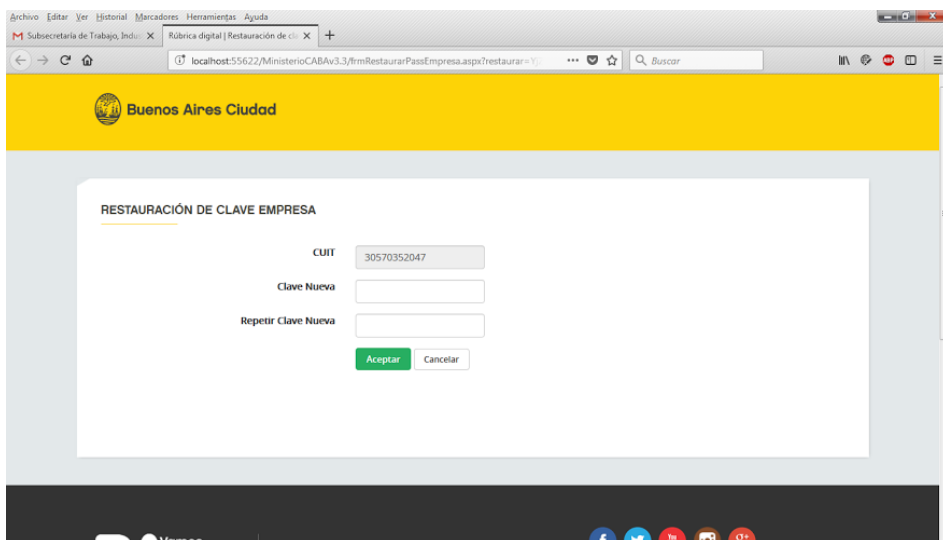 Archivo Editar Ver Historial Marcadores Herramientas Ayuda
Subsecretaría de Trabajo, Indus
Rúbrica digital | Restauración de cla
localhost:55622/MinisterioCABAv3.3/frmRestaurarPassEmpresa.aspx?restaurar=Yj
Buscar
Buenos Aires Ciudad
RESTAURACIÓN DE CLAVE EMPRESA
CUIT
30570352047
Clave Nueva
Repetir Clave Nueva
Aceptar Cancelar
Vamos